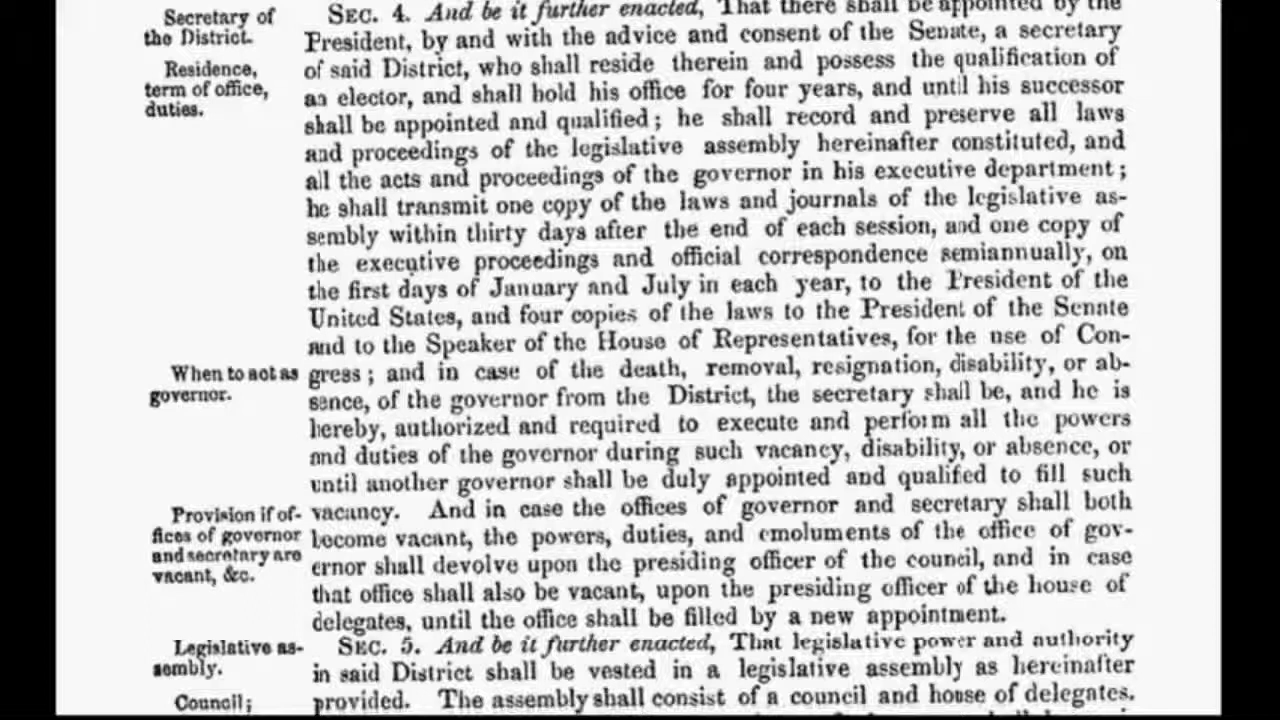 Secretary of
the District.
Residence,
term of office,
duties.
SEC. 4. And be it further enacted, That there shall be appointed by the
President, by and with the advice and consent of the Senate, a secretary
of said District, who shall reside therein and possess the qualification of
an elector, and shall hold his office for four years, and until his successor
shall be appointed and qualified; he shall record and preserve all laws
and proceedings of the legislative assembly hereinafter constituted, and
all the acts and proceedings of the governor in his executive department;
he shall transmit one copy of the laws and journals of the legislative as-
sembly within thirty days after the end of each session, and one copy of
the executive proceedings and official correspondence semiannually, on
the first days of January and July in each year, to the President of the
United States, and four copies of the laws to the President of the Senate
and to the Speaker of the House of Representatives, for the use of Con-
When to act as
governor.
gress; and in case of the death, removal, resignation, disability, or ab-
sence, of the governor from the District, the secretary shall be, and he is
hereby, authorized and required to execute and perform all the powers
and duties of the governor during such vacancy, disability, or absence, or
until another governor shall be duly appointed and qualified to fill such
Provision if of-
fices of governor
and secretary are
vacant, &c.
vacancy. And in case the offices of governor and secretary shall both
become vacant, the powers, duties, and emoluments of the office of gov-
ernor shall devolve upon the presiding officer of the council, and in case
that office shall also be vacant, upon the presiding officer of the house of
delegates, until the office shall be filled by a new appointment.
Legislative as-
sembly.
Council;
SEC. 5. And be it further enacted, That legislative power and authority
in said District shall be vested in a legislative assembly as hereinafter
provided. The assembly shall consist of a council and house of delegates.